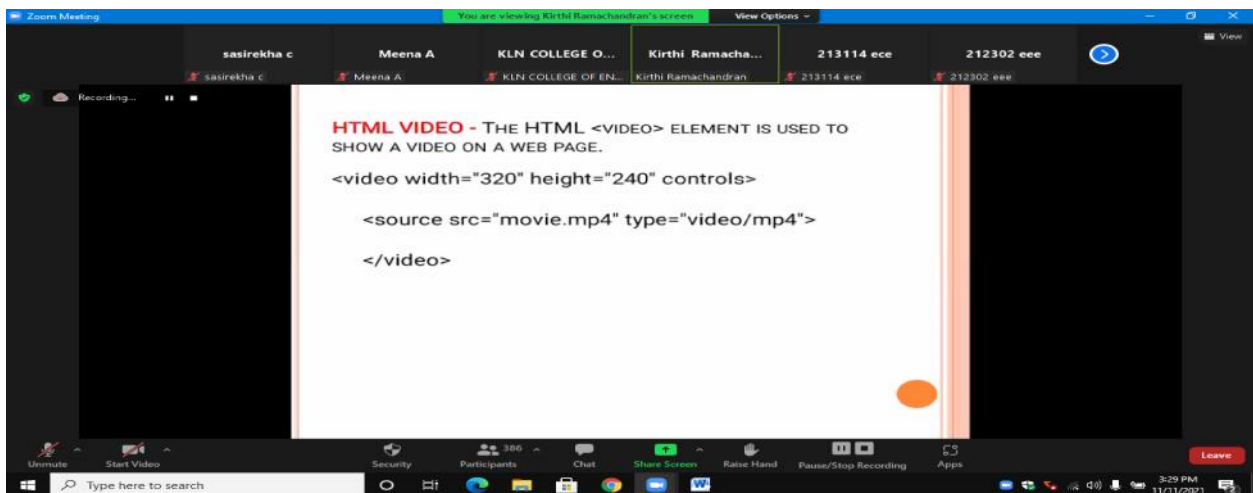 Zoom Meeting
You are viewing Kirthi Ramachandran's screen
View Options
View
sasirekha c
Meena A
KLN COLLEGE O...
Kirthi Ramacha...
213114 ece
212302 eee
sasirekha c
Meena A
KLN COLLEGE OF EN...
Kirthi Ramachandran
213114 ece
212302 eee
Recording...
HTML VIDEO - THE HTML <VIDEO> ELEMENT IS USED TO
SHOW A VIDEO ON A WEB PAGE.
<video width="320" height="240" controls>
<source src="movie.mp4" type="video/mp4">
</video>
Unmute
Start Video
Security
386
Participants
Chat
Share Screen
Raise Hand
Pause/Stop Recording
Apps
Leave
Type here to search
3:29 PM
11/11/2021